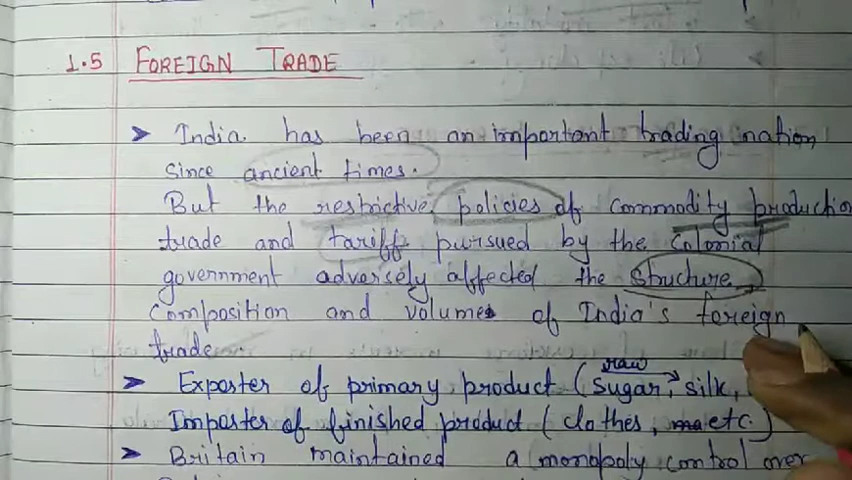 1.5 FOREIGN TRADE
➤ India has been an important trading nation,
since ancient times.
But the restrictive policies of commodity production
trade and tariff pursued by the colonial
government adversely affected the structure,
composition and volume of India's foreign
trade.
raw
➤ Exporter of primary product (sugar, silk,
Importer of finished product (clothes, etc.)
➤ Britain maintained a monopoly control over